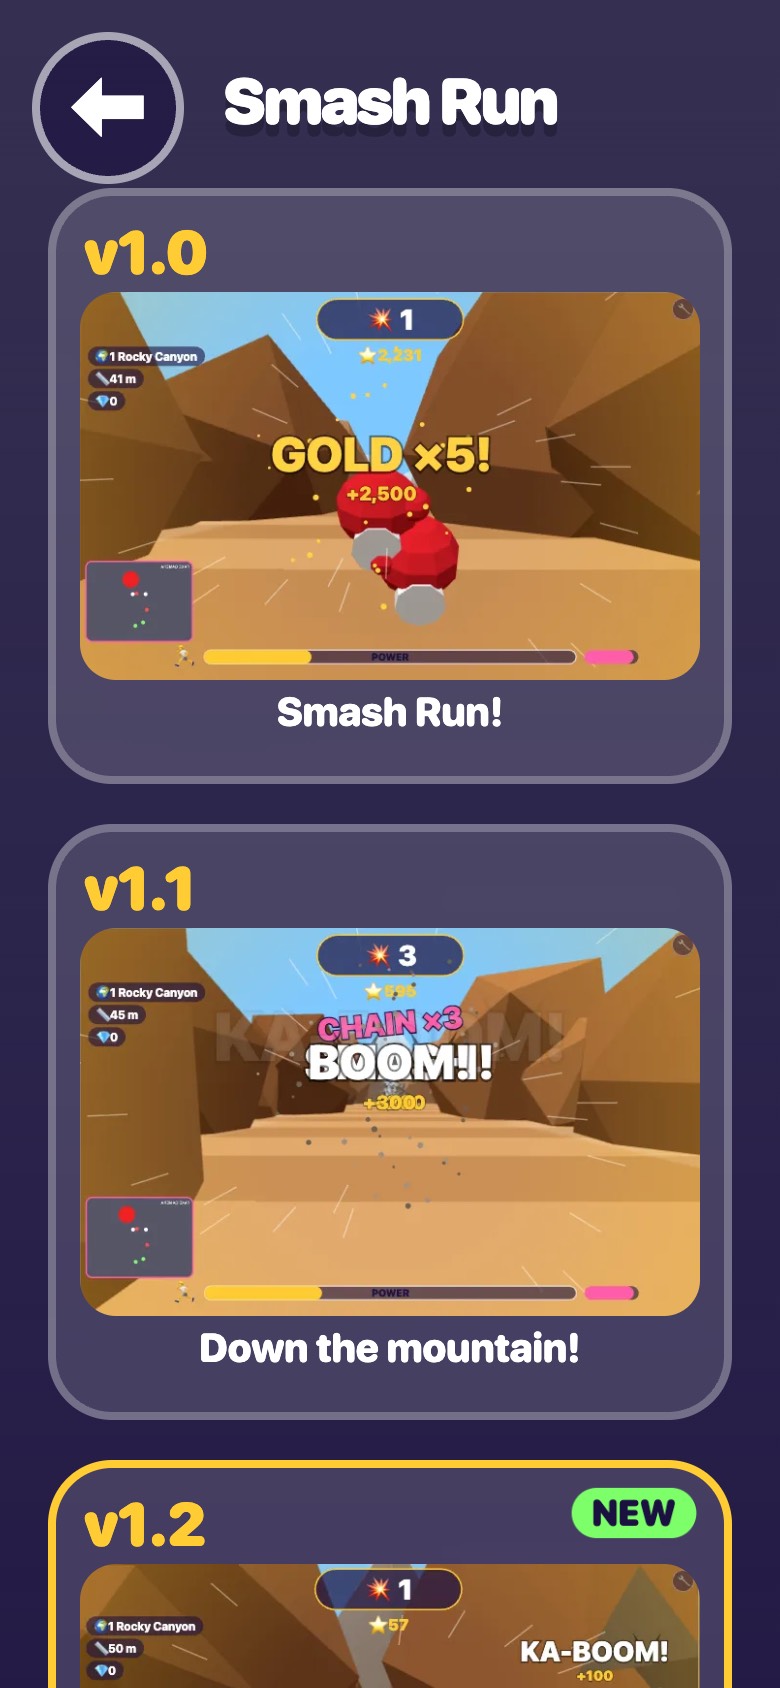 Smash Run
v1.0
1
2,231
1 Rocky Canyon
41 m
0
GOLD ×5!
+2,500
POWER
Smash Run!
v1.1
3
1 Rocky Canyon
45 m
0
CHAIN ×3
BOOM!
POWER
Down the mountain!
v1.2
NEW
1
57
1 Rocky Canyon
50 m
0
KA-BOOM!
+100